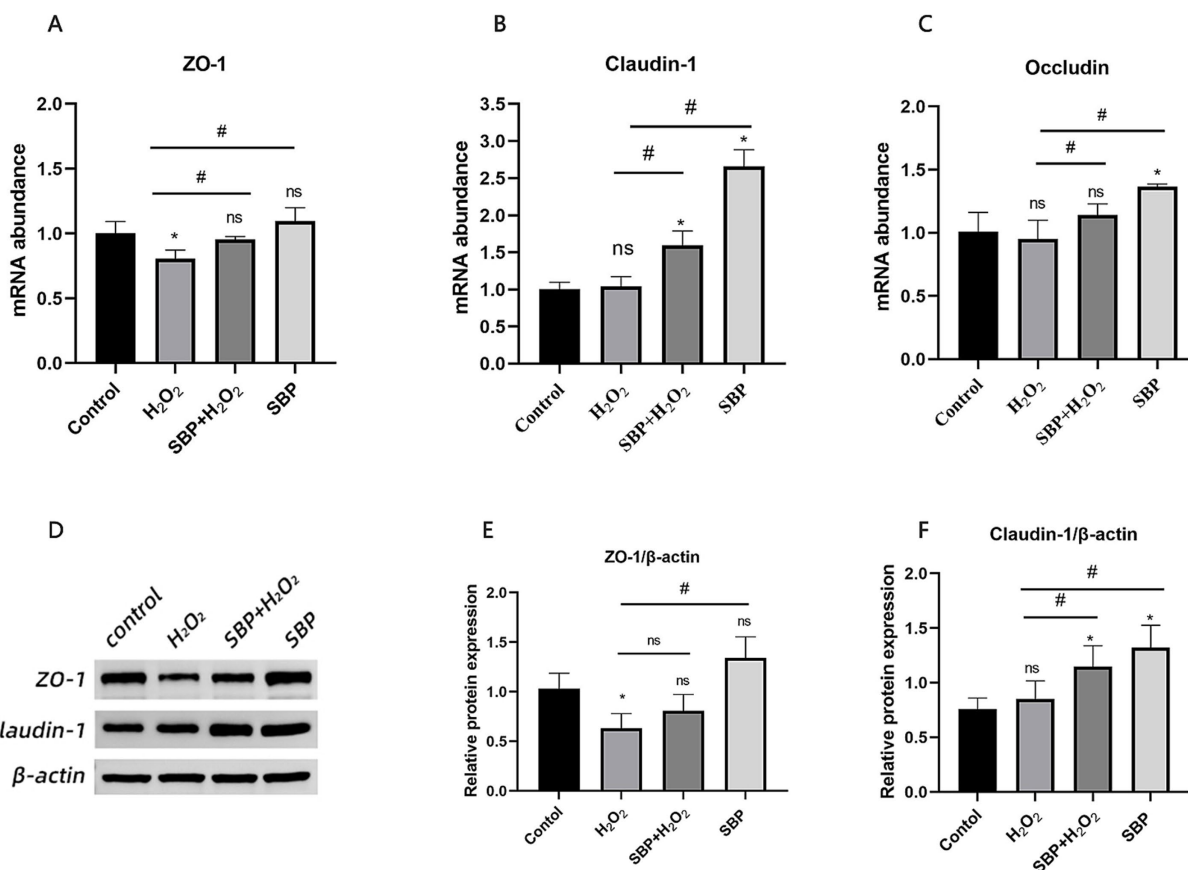 A
ZO-1
mRNA abundance
2.0
1.5
1.0
0.5
0.0
#
#
*
ns
ns
Control
H₂O₂
SBP+H₂O₂
SBP
B
Claudin-1
mRNA abundance
3.5
3.0
2.5
2.0
1.5
1.0
0.5
0.0
#
#
ns
*
*
Control
H₂O₂
SBP+H₂O₂
SBP
C
Occludin
mRNA abundance
2.0
1.5
1.0
0.5
0.0
#
#
ns
ns
*
Control
H₂O₂
SBP+H₂O₂
SBP
D
control
H₂O₂
SBP+H₂O₂
SBP
ZO-1
laudin-1
β-actin
E
ZO-1/β-actin
Relative protein expression
2.0
1.5
1.0
0.5
0.0
#
ns
*
ns
ns
Contol
H₂O₂
SBP+H₂O₂
SBP
F
Claudin-1/β-actin
Relative protein expression
2.0
1.5
1.0
0.5
0.0
#
#
ns
*
*
Contol
H₂O₂
SBP+H₂O₂
SBP